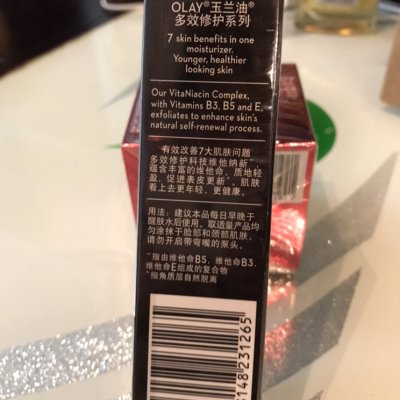 OLAY®玉兰油®
多效修护系列
7 skin benefits in one
moisturizer.
Younger, healthier
looking skin
Our VitaNiacin Complex,
with Vitamins B3, B5 and E,
exfoliates to enhance skin's
natural self-renewal process.
有效改善7大肌肤问题
多效修护科技维他纳新^
蕴含丰富的维他命，质地轻
盈，促进表皮更新*，肌肤
看上去更年轻，更健康。
用法：建议本品每日早晚于
醒肤水后使用，取适量产品均
匀涂抹于脸部和颈部肌肤，
请勿开启带弯嘴的泵头。
^指由维他命B5、维他命B3、
维他命E组成的复合物
*指角质层自然脱离
148231265